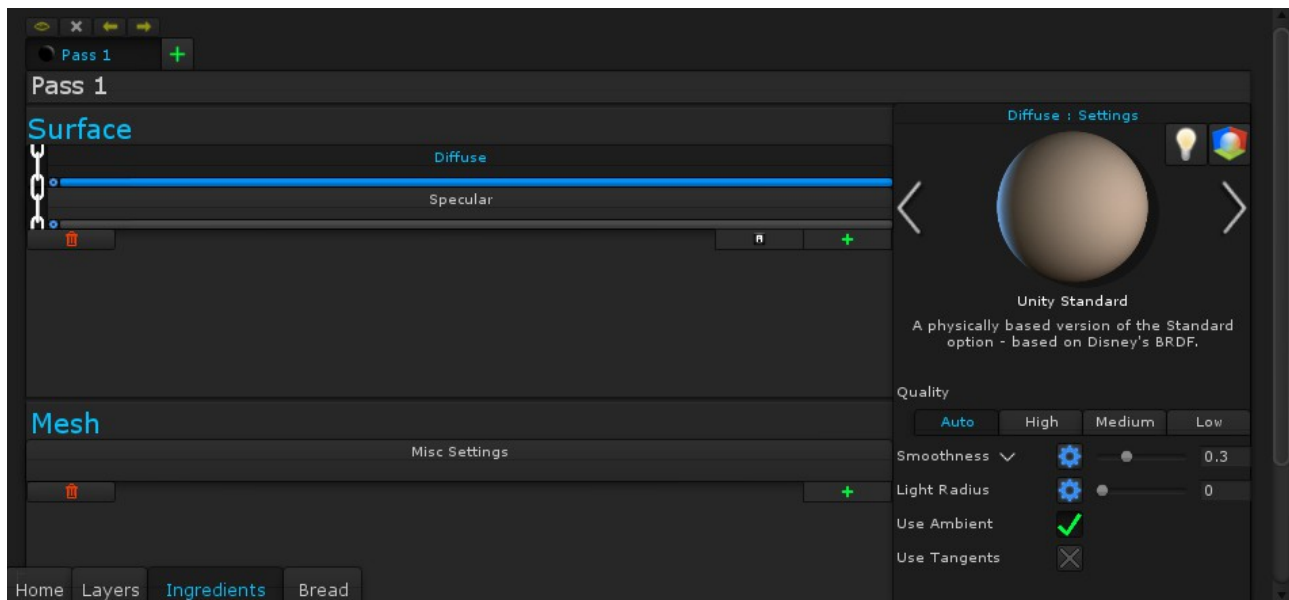 Pass 1
Pass 1
Surface
Diffuse
Specular
Mesh
Misc Settings
Diffuse : Settings
Unity Standard
A physically based version of the Standard
option - based on Disney's BRDF.
Quality
Auto High Medium Low
Smoothness 0.3
Light Radius 0
Use Ambient
Use Tangents
Home Layers Ingredients Bread